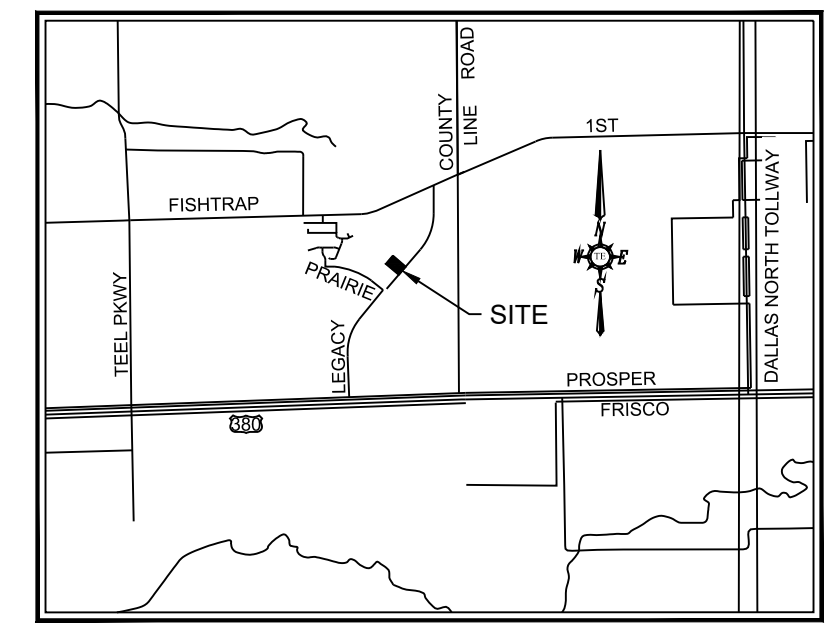 COUNTY
LINE ROAD
1ST
FISHTRAP
N
W TE E
S
PRAIRIE
SITE
TEEL PKWY
LEGACY
DALLAS NORTH TOLLWAY
PROSPER
FRISCO
380